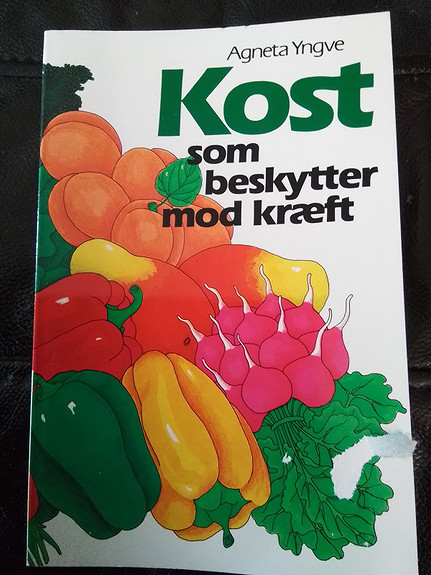 Agneta Yngve
Kost
som
beskytter
mod kræft